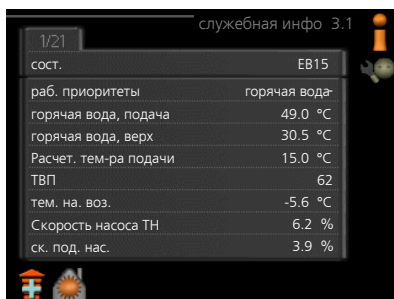 служебная инфо 3.1
1/21
сост. EB15
раб. приоритеты горячая вода-
горячая вода, подача 49.0 °C
горячая вода, верх 30.5 °C
Расчет. тем-ра подачи 15.0 °C
ТВП 62
тем. на. воз. -5.6 °C
Скорость насоса ТН 6.2 %
ск. под. нас. 3.9 %